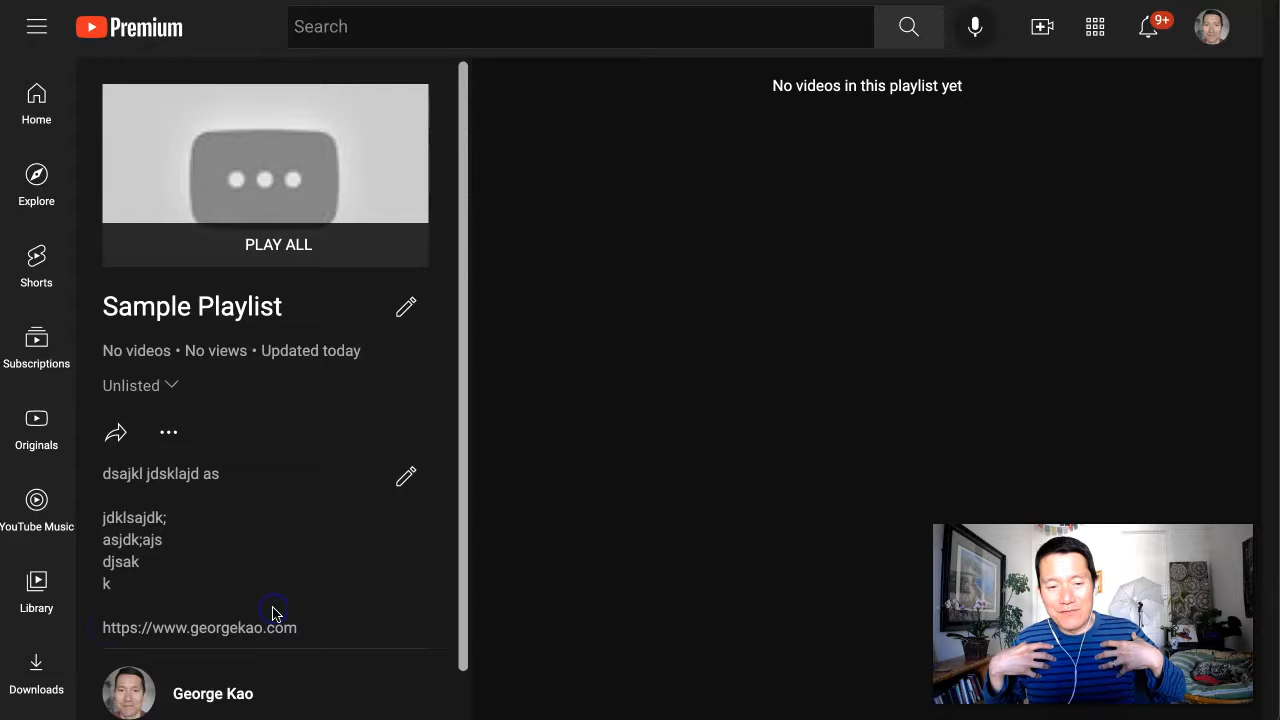 Premium
Search
9+
Home
Explore
Shorts
Subscriptions
Originals
YouTube Music
Library
Downloads
PLAY ALL
Sample Playlist
No videos • No views • Updated today
Unlisted
dsajkl jdsklajd as
jdklsajdk;
asjdk;ajs
djsak
k
https://www.georgekao.com
George Kao
No videos in this playlist yet